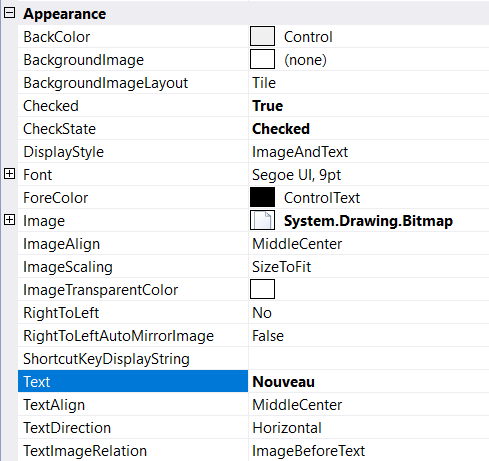 Appearance
BackColor Control
BackgroundImage (none)
BackgroundImageLayout Tile
Checked True
CheckState Checked
DisplayStyle ImageAndText
Font Segoe UI, 9pt
ForeColor ControlText
Image System.Drawing.Bitmap
ImageAlign MiddleCenter
ImageScaling SizeToFit
ImageTransparentColor
RightToLeft No
RightToLeftAutoMirrorImage False
ShortcutKeyDisplayString
Text Nouveau
TextAlign MiddleCenter
TextDirection Horizontal
TextImageRelation ImageBeforeText